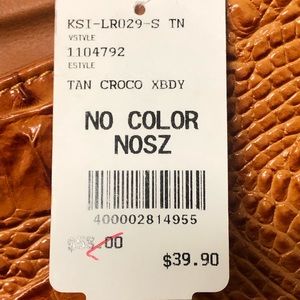 KSI-LR029-S TN
VSTYLE
1104792
ESTYLE
TAN CROCO XBDY
NO COLOR
NOSZ
400002814955
$39.90